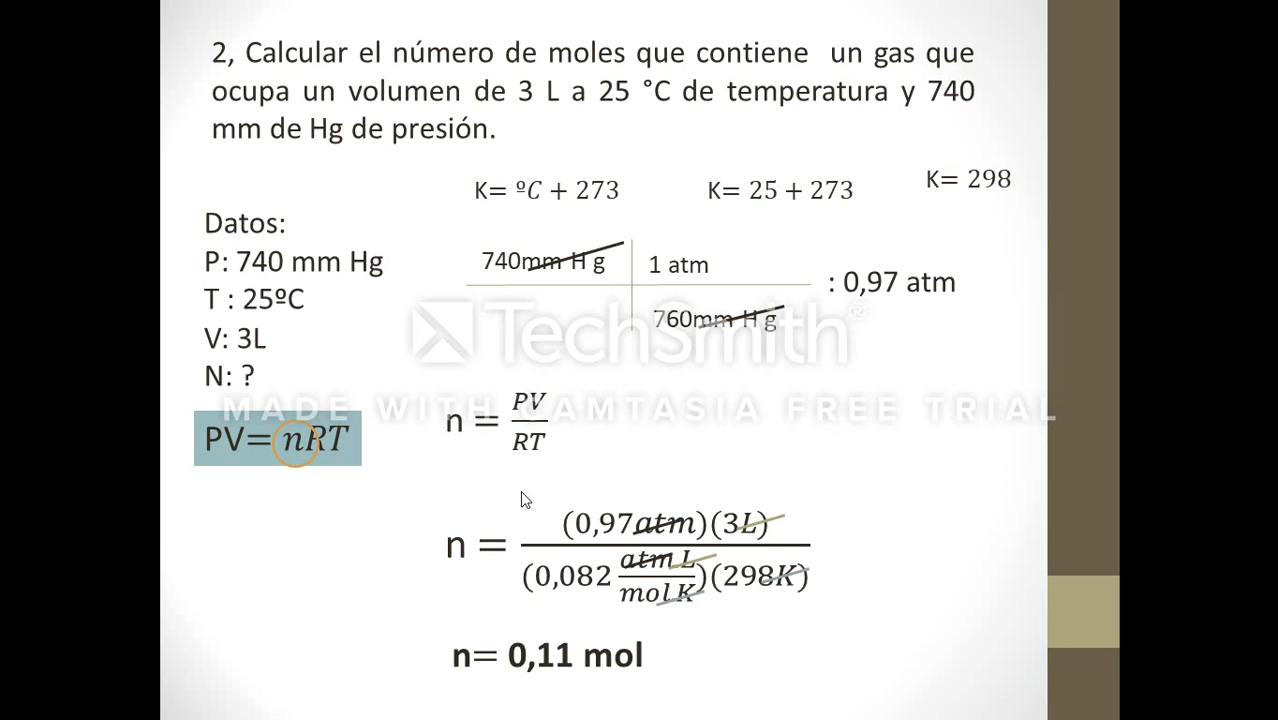 2, Calcular el número de moles que contiene un gas que
ocupa un volumen de 3 L a 25 °C de temperatura y 740
mm de Hg de presión.
K= ºC + 273
K= 25 + 273
K= 298
Datos:
P: 740 mm Hg
T : 25ºC
V: 3L
N: ?
740mm H g
1 atm
760mm H g
: 0,97 atm
TechSmith®
MADE WITH CAMTASIA FREE TRIAL
PV= nRT
n = PV/RT
n = (0,97atm)(3L)/(0,082 atm L/mol K)(298K)
n= 0,11 mol